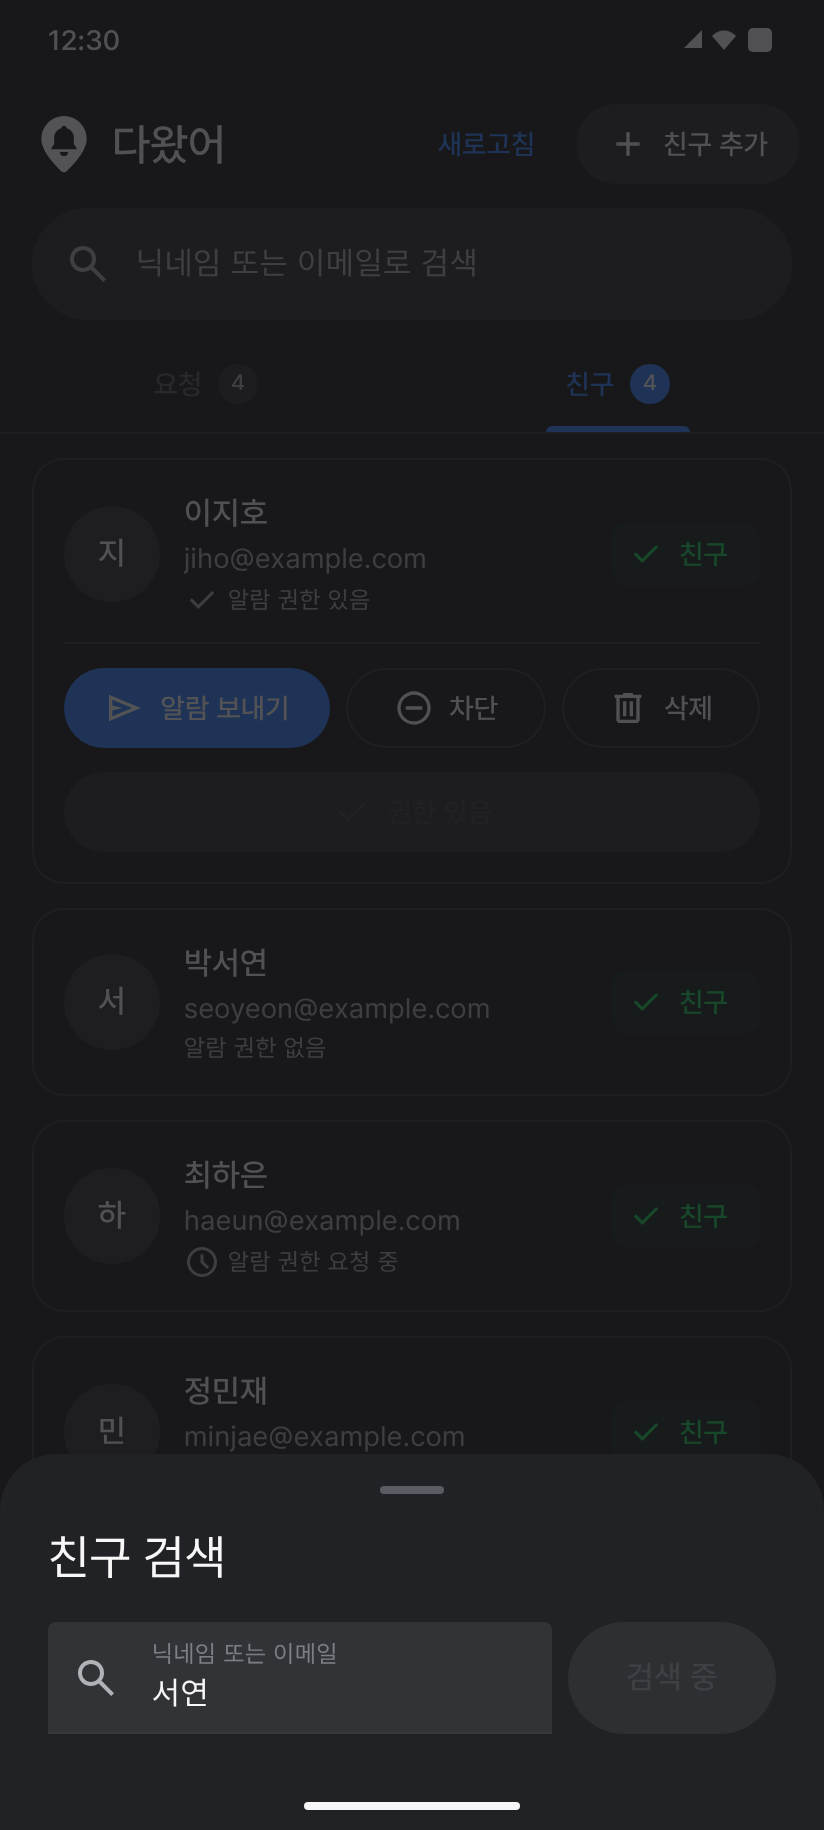 12:30
다왔어
새로고침
친구 추가
닉네임 또는 이메일로 검색
요청 4
친구 4
지
이지호
jiho@example.com
알람 권한 있음
친구
알람 보내기
차단
삭제
권한 있음
서
박서연
seoyeon@example.com
알람 권한 없음
친구
하
최하은
haeun@example.com
알람 권한 요청 중
친구
민
정민재
minjae@example.com
친구
친구 검색
닉네임 또는 이메일
서연
검색 중